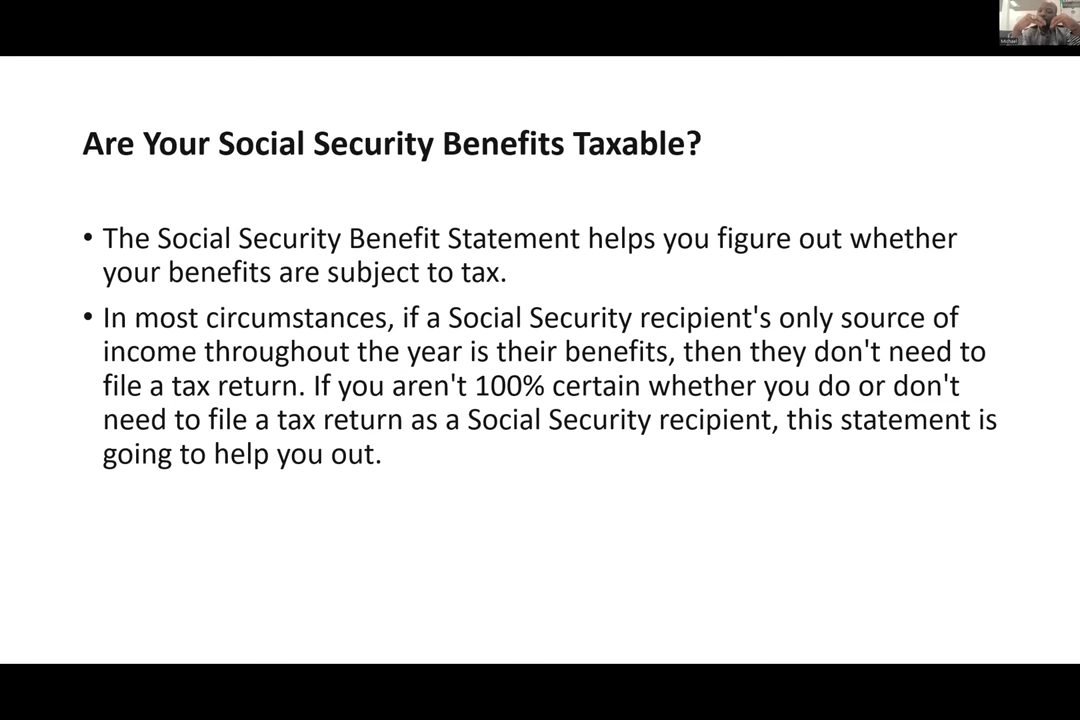 Michael
Are Your Social Security Benefits Taxable?
• The Social Security Benefit Statement helps you figure out whether
your benefits are subject to tax.
• In most circumstances, if a Social Security recipient's only source of
income throughout the year is their benefits, then they don't need to
file a tax return. If you aren't 100% certain whether you do or don't
need to file a tax return as a Social Security recipient, this statement is
going to help you out.